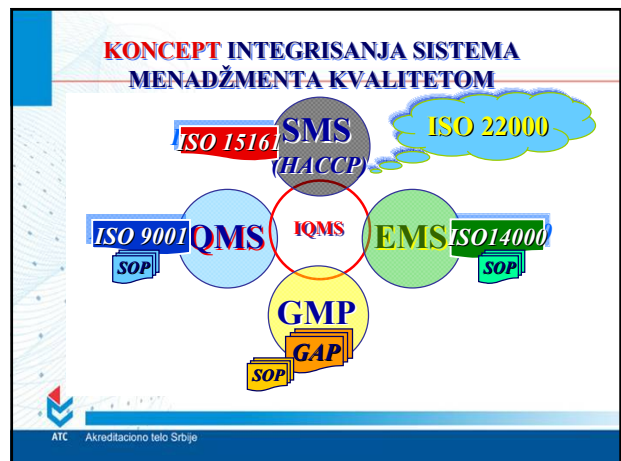 KONCEPT INTEGRISANJA SISTEMA
MENADŽMENTA KVALITETOM
ISO 15161
SMS
(HACCP)
ISO 22000
ISO 9001
SOP
QMS
IQMS
EMS
ISO14000
SOP
GMP
GAP
SOP
ATC Akreditaciono telo Srbije